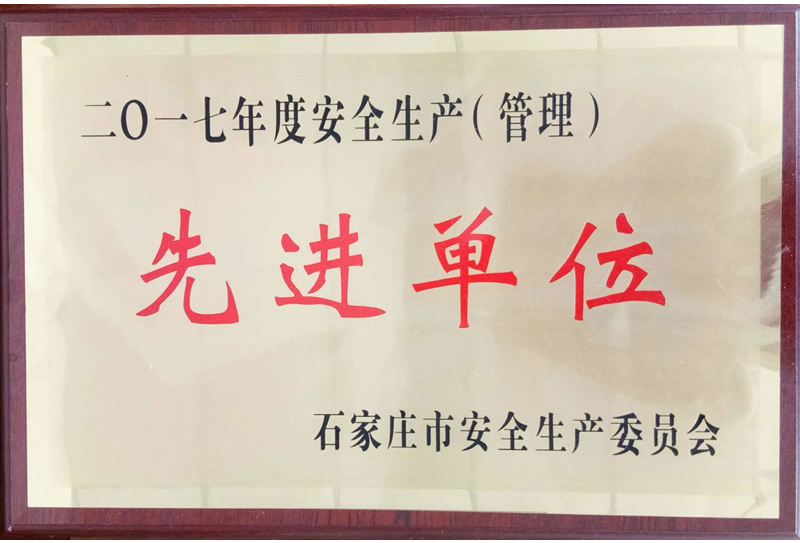 二〇一七年度安全生产(管理)
先进单位
石家庄市安全生产委员会